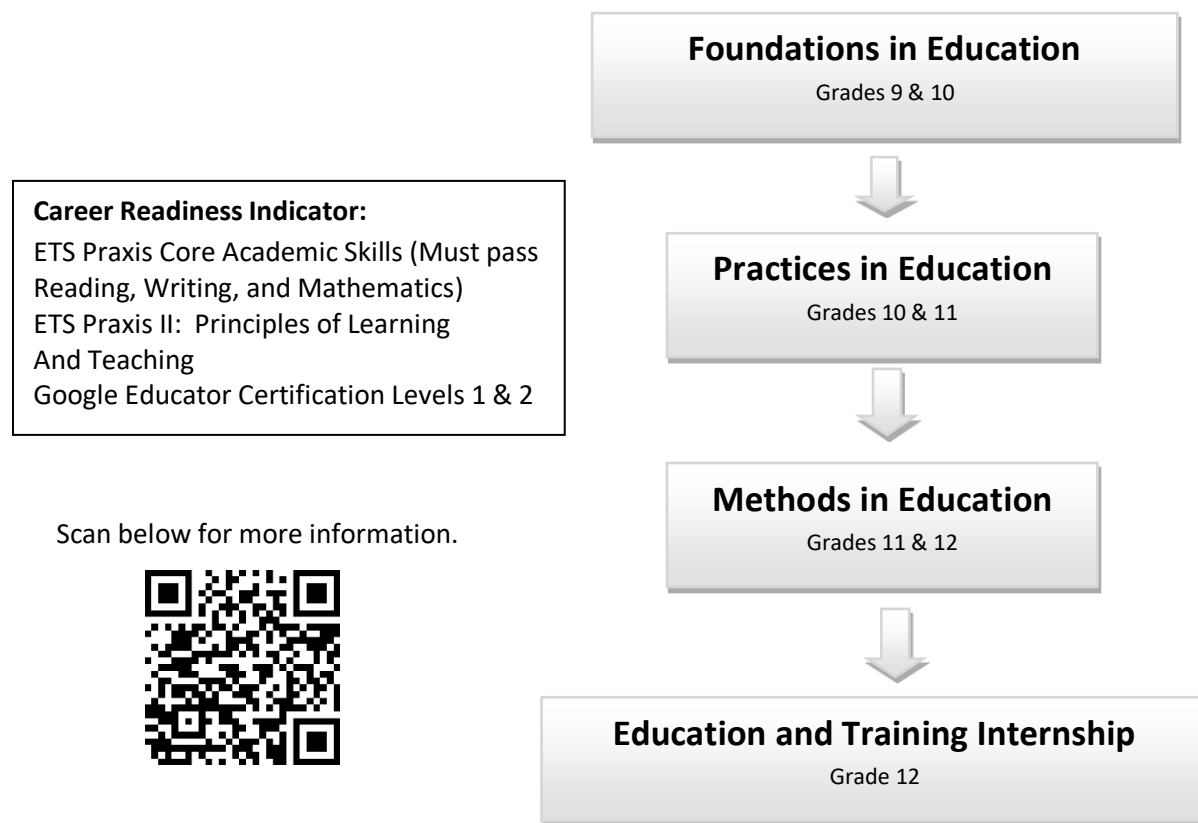 Foundations in Education
Grades 9 & 10
Career Readiness Indicator:
ETS Praxis Core Academic Skills (Must pass
Reading, Writing, and Mathematics)
ETS Praxis II:  Principles of Learning
And Teaching
Google Educator Certification Levels 1 & 2
Practices in Education
Grades 10 & 11
Methods in Education
Grades 11 & 12
Scan below for more information.
Education and Training Internship
Grade 12